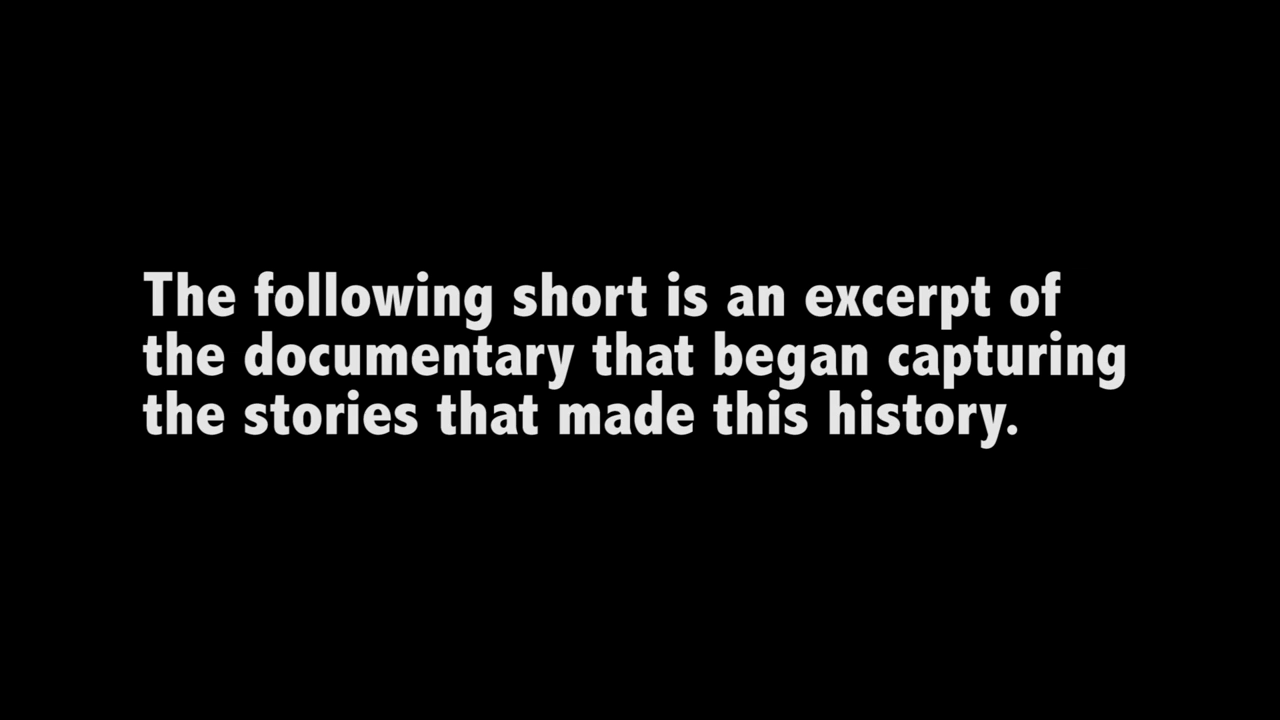 The following short is an excerpt of
the documentary that began capturing
the stories that made this history.